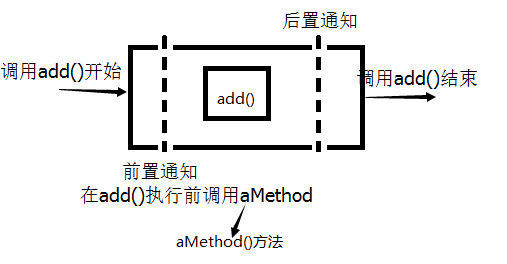 后置通知
调用add()开始
调用add()结束
add()
前置通知
在add()执行前调用aMethod
aMethod()方法